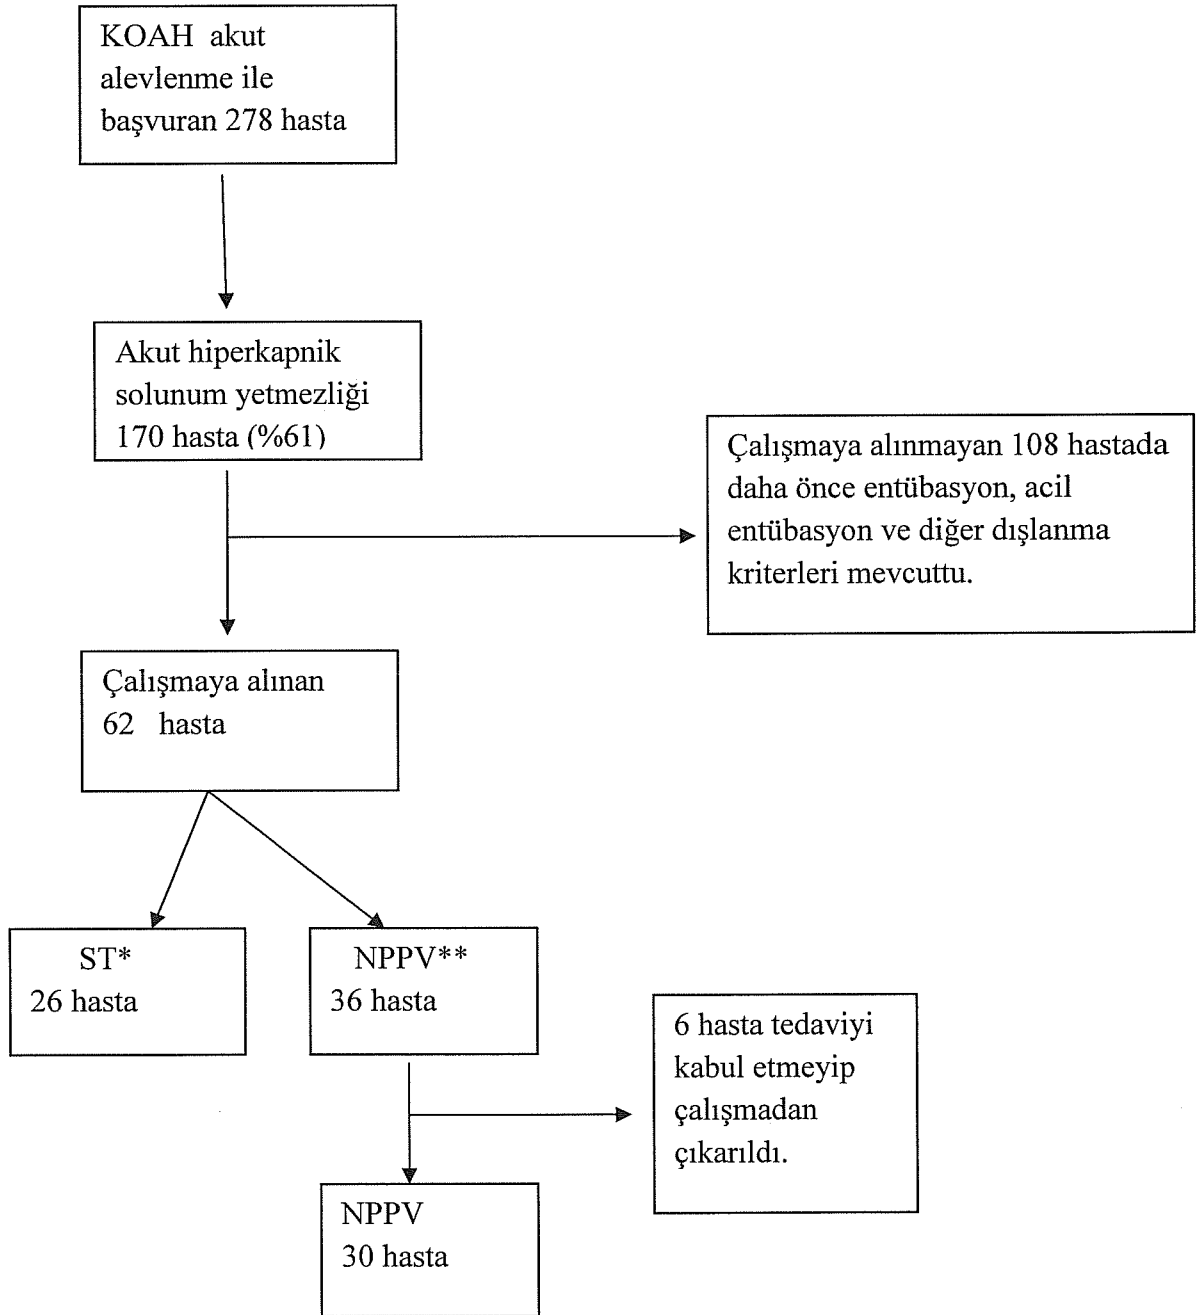 KOAH akut
alevlenme ile
başvuran 278 hasta
Akut hiperkapnik
solunum yetmezliği
170 hasta (%61)
Çalışmaya alınmayan 108 hastada
daha önce entübasyon, acil
entübasyon ve diğer dışlanma
kriterleri mevcuttu.
Çalışmaya alınan
62 hasta
ST*
26 hasta
NPPV**
36 hasta
6 hasta tedaviyi
kabul etmeyip
çalışmadan
çıkarıldı.
NPPV
30 hasta